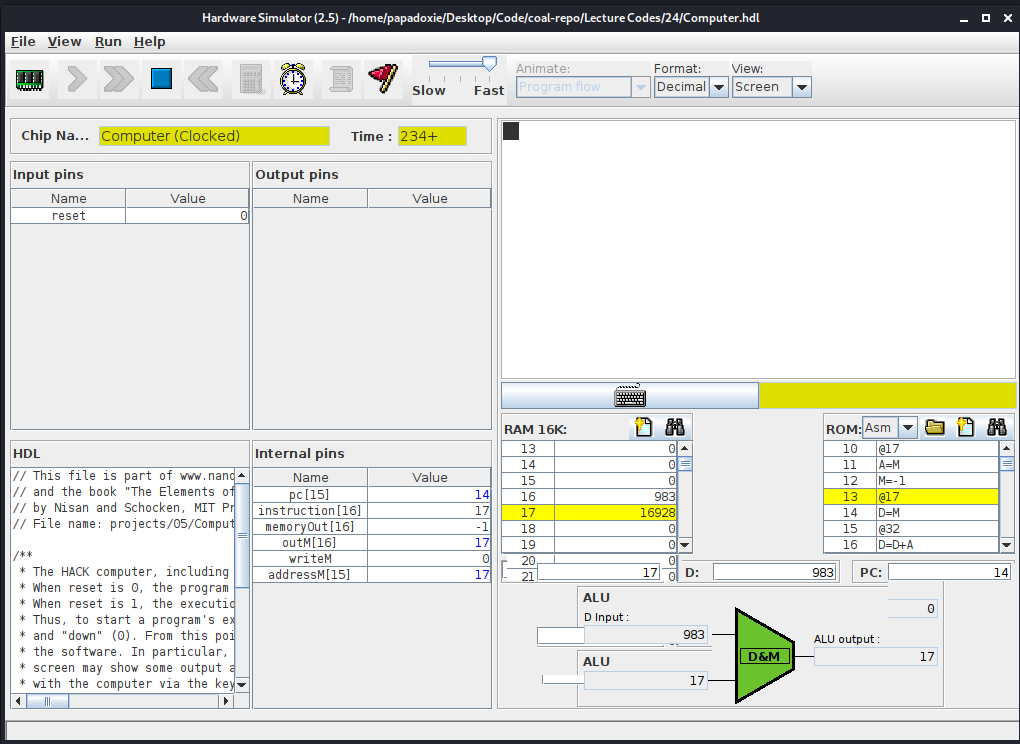 Hardware Simulator (2.5) - /home/papadoxie/Desktop/Code/coal-repo/Lecture Codes/24/Computer.hdl
File View Run Help
Slow Fast
Animate:
Program flow
Format:
Decimal
View:
Screen
Chip Na... Computer (Clocked) Time : 234+
Input pins
Name Value
reset 0
Output pins
Name Value
HDL
// This file is part of www.nand
// and the book "The Elements of
// by Nisan and Schocken, MIT Pr
// File name: projects/05/Comput
/**
* The HACK computer, including
* When reset is 0, the program
* When reset is 1, the executio
* Thus, to start a program's ex
* and "down" (0). From this poi
* the software. In particular,
* screen may show some output a
* with the computer via the key
Internal pins
Name Value
pc[15] 14
instruction[16] 17
memoryOut[16] -1
outM[16] 17
writeM 0
addressM[15] 17
RAM 16K:
13 0
14 0
15 0
16 983
17 16928
18 0
19 0
20 0
21 0
17
ROM: Asm
10 @17
11 A=M
12 M=-1
13 @17
14 D=M
15 @32
16 D=D+A
D: 983
PC: 14
ALU
D Input :
983
ALU
17
D&M
0
ALU output :
17